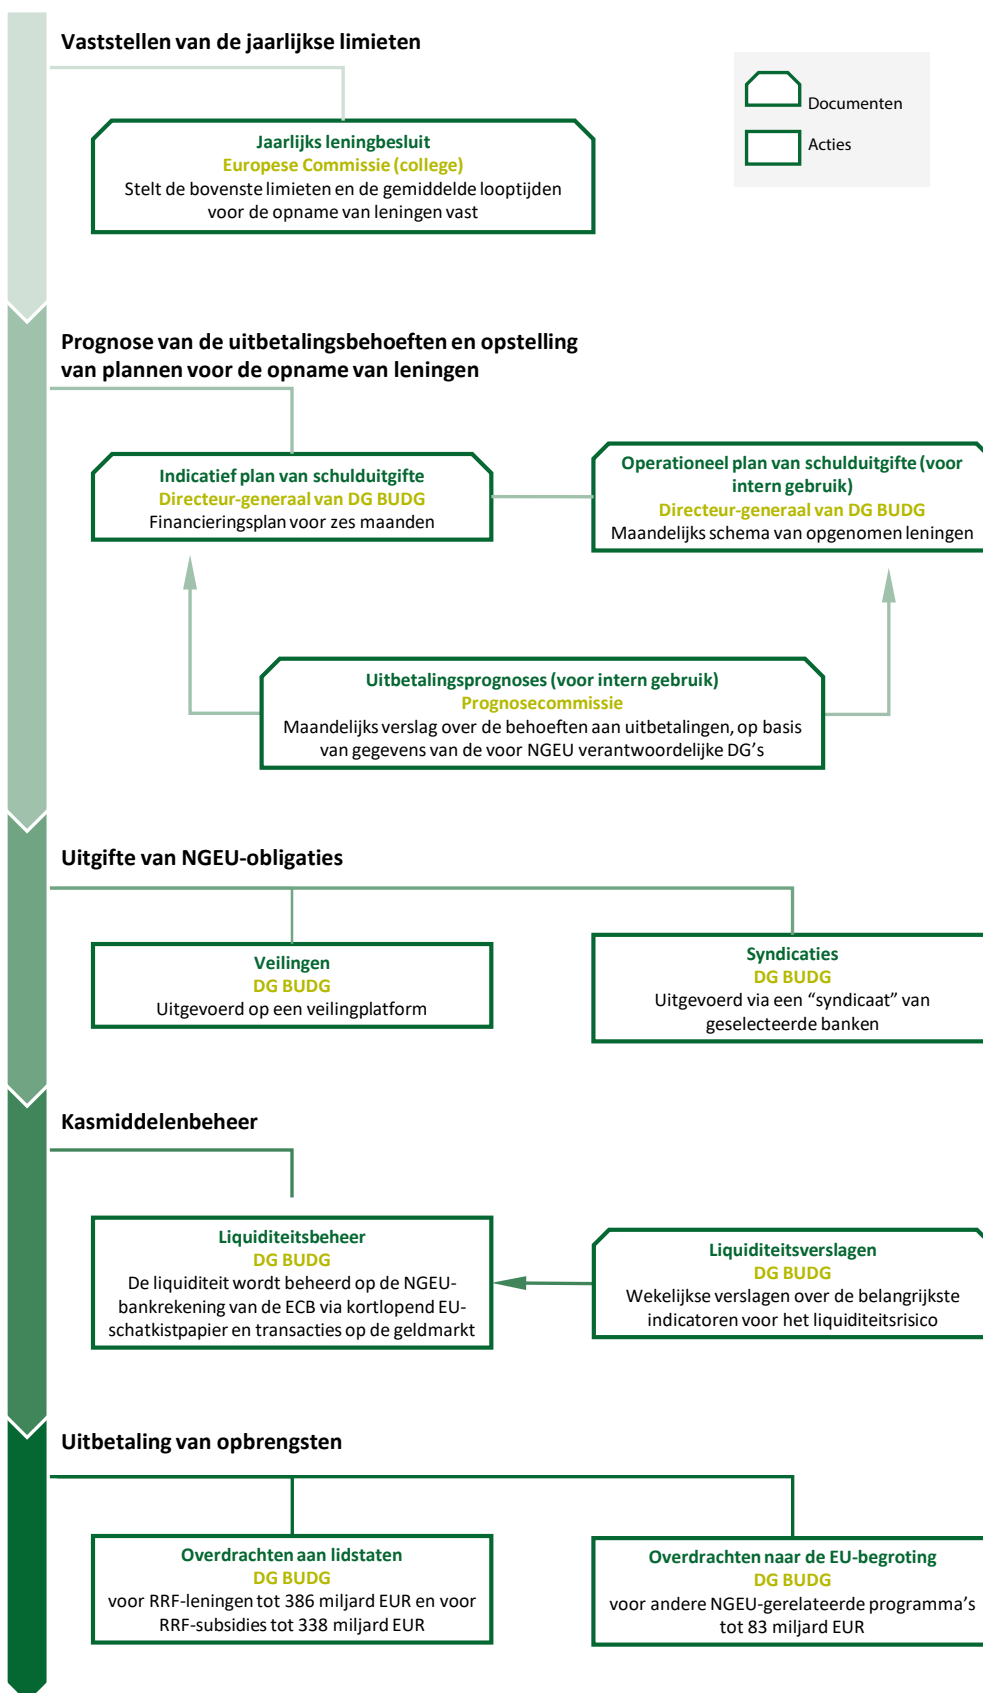 Vaststellen van de jaarlijkse limieten
Documenten
Acties
Jaarlijks leningbesluit
Europese Commissie (college)
Stelt de bovenste limieten en de gemiddelde looptijden
voor de opname van leningen vast
Prognose van de uitbetalingsbehoeften en opstelling
van plannen voor de opname van leningen
Indicatief plan van schulduitgifte
Directeur-generaal van DG BUDG
Financieringsplan voor zes maanden
Operationeel plan van schulduitgifte (voor
intern gebruik)
Directeur-generaal van DG BUDG
Maandelijks schema van opgenomen leningen
Uitbetalingsprognoses (voor intern gebruik)
Prognosecommissie
Maandelijks verslag over de behoeften aan uitbetalingen, op basis
van gegevens van de voor NGEU verantwoordelijke DG’s
Uitgifte van NGEU-obligaties
Veilingen
DG BUDG
Uitgevoerd op een veilingplatform
Syndicaties
DG BUDG
Uitgevoerd via een “syndicaat” van
geselecteerde banken
Kasmiddelenbeheer
Liquiditeitsbeheer
DG BUDG
De liquiditeit wordt beheerd op de NGEU-
bankrekening van de ECB via kortlopend EU-
schatkistpapier en transacties op de geldmarkt
Liquiditeitsverslagen
DG BUDG
Wekelijkse verslagen over de belangrijkste
indicatoren voor het liquiditeitsrisico
Uitbetaling van opbrengsten
Overdrachten aan lidstaten
DG BUDG
voor RRF-leningen tot 386 miljard EUR en voor
RRF-subsidies tot 338 miljard EUR
Overdrachten naar de EU-begroting
DG BUDG
voor andere NGEU-gerelateerde programma’s
tot 83 miljard EUR